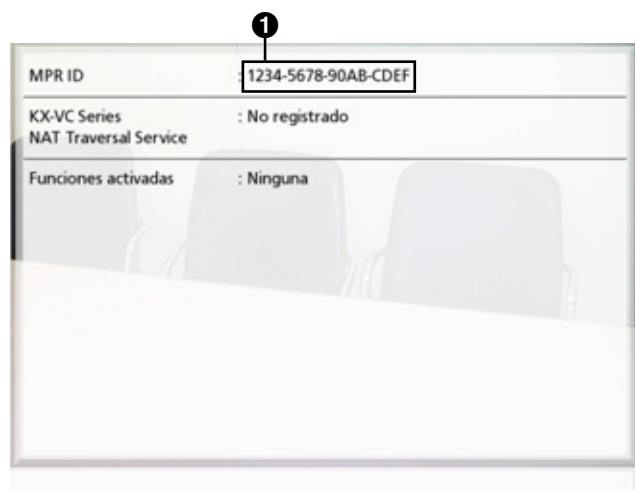 1
MPR ID : 1234-5678-90AB-CDEF
KX-VC Series : No registrado
NAT Traversal Service
Funciones activadas : Ninguna